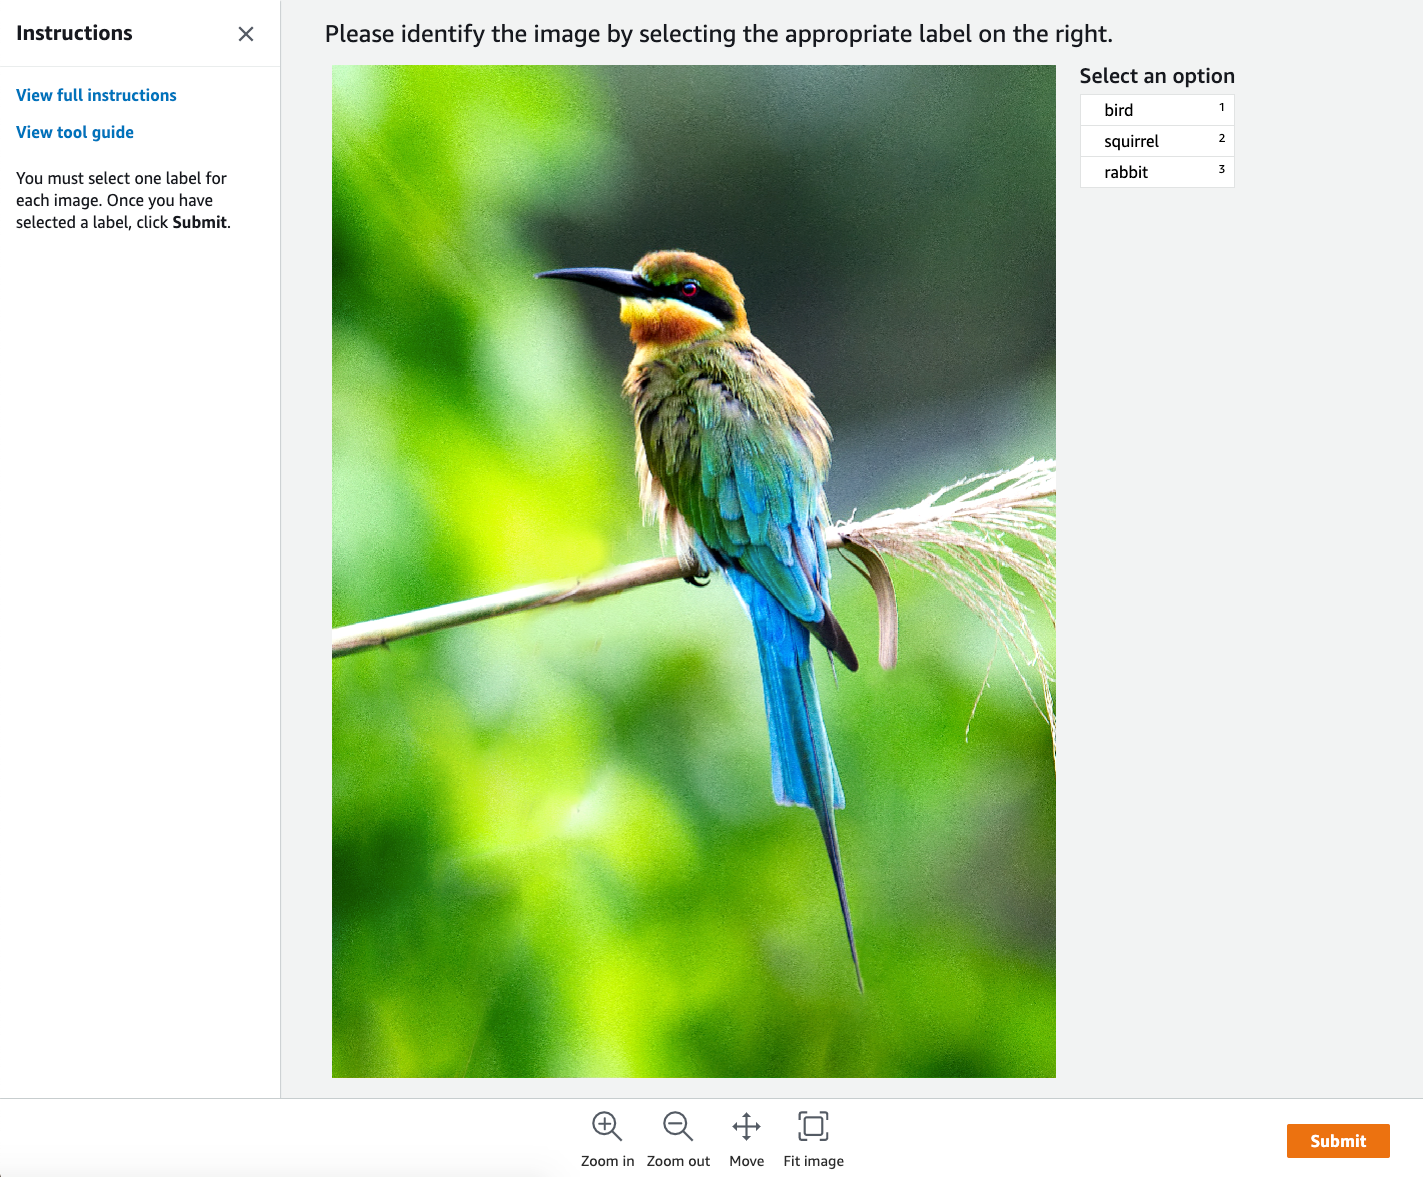 Instructions
View full instructions
View tool guide
You must select one label for
each image. Once you have
selected a label, click Submit.
Please identify the image by selecting the appropriate label on the right.
Select an option
bird 1
squirrel 2
rabbit 3
Zoom in
Zoom out
Move
Fit image
Submit